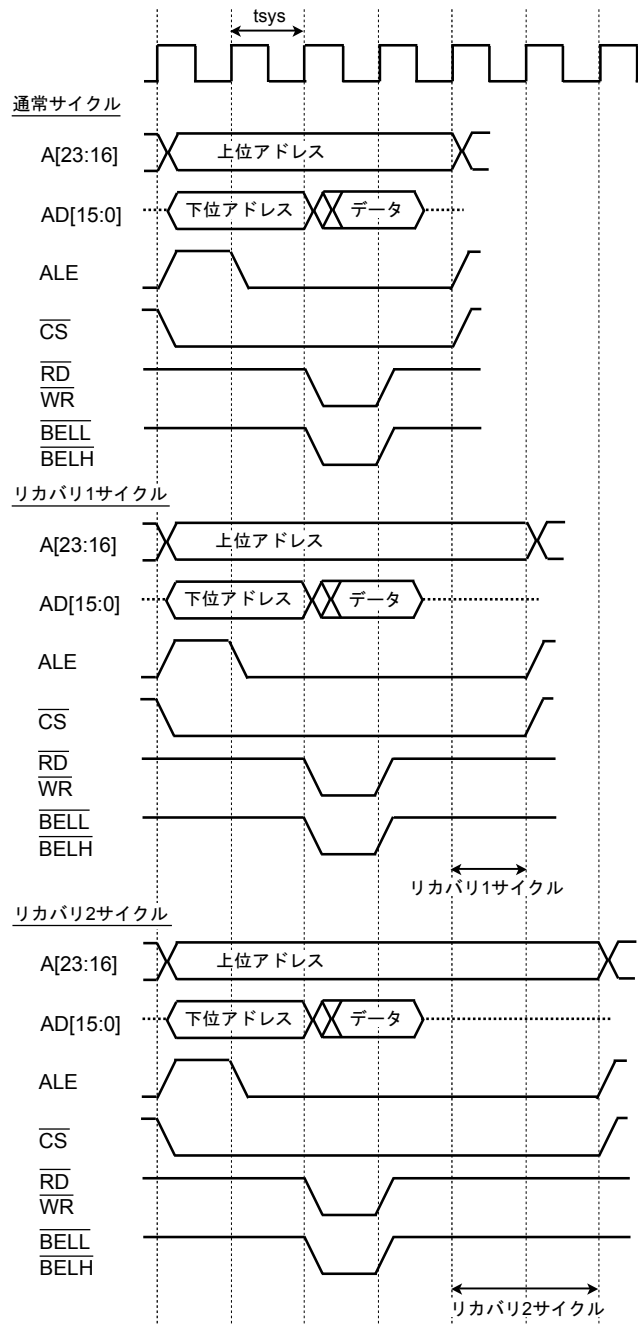 tsys
通常サイクル
A[23:16]
上位アドレス
AD[15:0]
下位アドレス
データ
ALE
CS
RD
WR
BELL
BELH
リカバリ1サイクル
A[23:16]
上位アドレス
AD[15:0]
下位アドレス
データ
ALE
CS
RD
WR
BELL
BELH
リカバリ1サイクル
リカバリ2サイクル
A[23:16]
上位アドレス
AD[15:0]
下位アドレス
データ
ALE
CS
RD
WR
BELL
BELH
リカバリ2サイクル